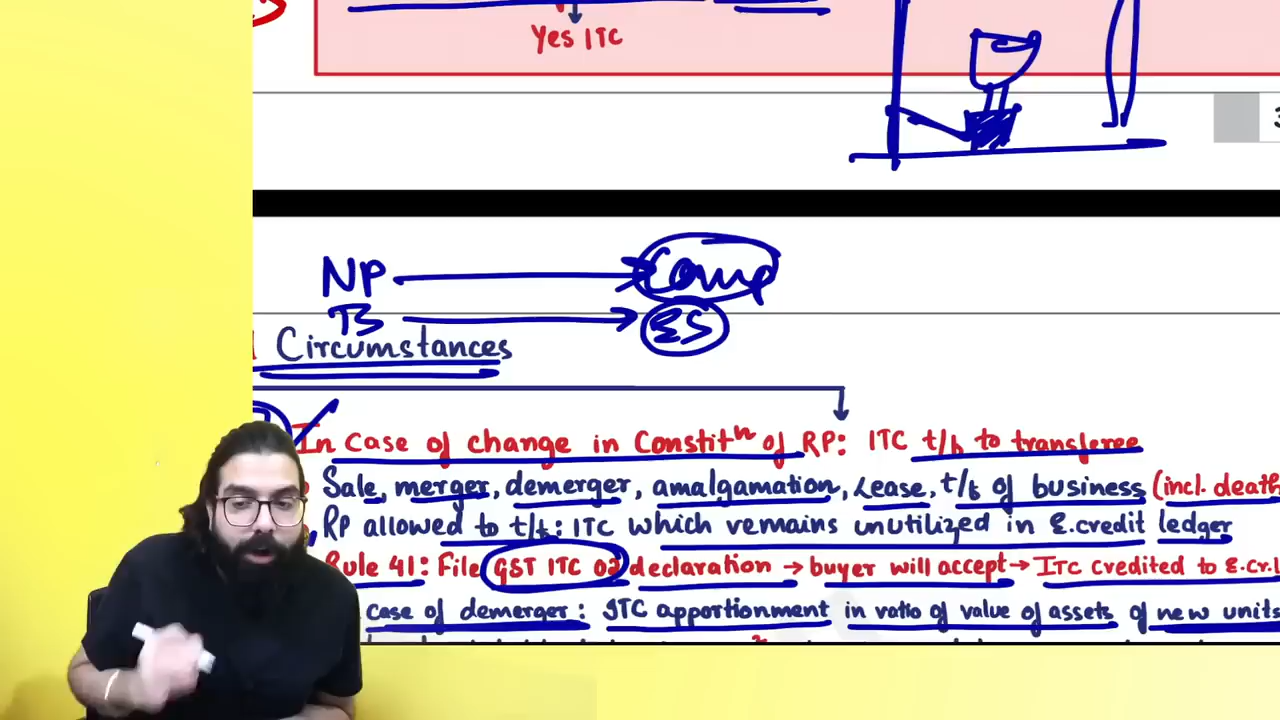 Yes ITC
3
NP Comp
TB ES
Circumstances
In case of change in Constitⁿ of RP: ITC t/f to transferee
Sale, merger, demerger, amalgamation, Lease, t/f of business (incl. death
RP allowed to t/f: ITC which remains unutilized in E.credit ledger
Rule 41: File GST ITC 02 declaration → buyer will accept → ITC credited to E.cr.l
case of demerger: ITC apportionment in ratio of value of assets of new units